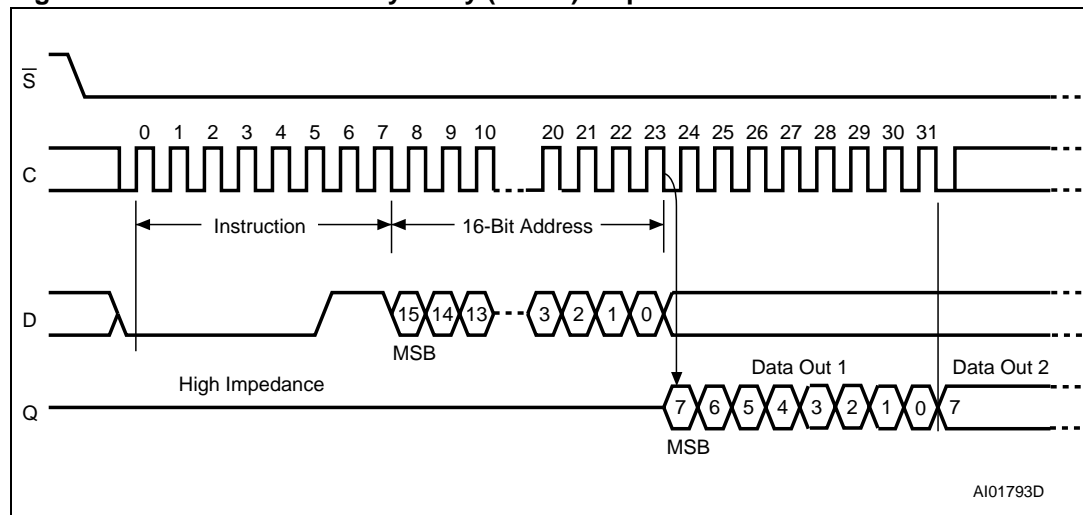 S
0 1 2 3 4 5 6 7 8 9 10 20 21 22 23 24 25 26 27 28 29 30 31
C
Instruction 16-Bit Address
D 15 14 13 3 2 1 0
MSB
High Impedance Data Out 1 Data Out 2
Q 7 6 5 4 3 2 1 0 7
MSB
AI01793D